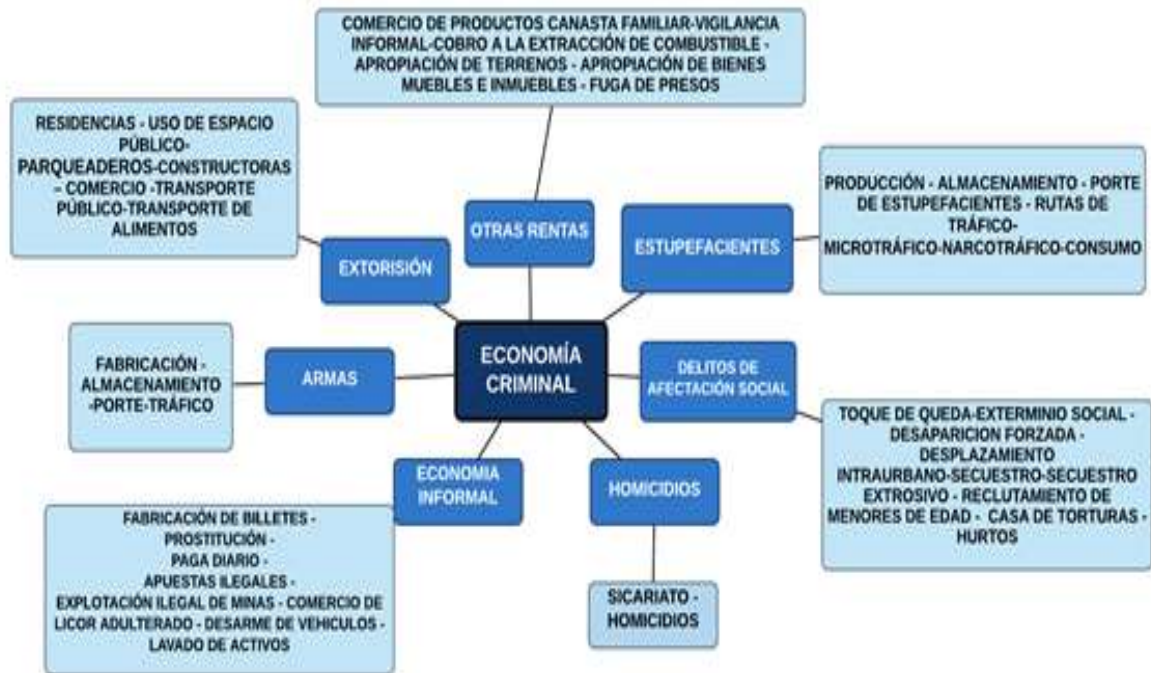 COMERCIO DE PRODUCTOS CANASTA FAMILIAR-VIGILANCIA
INFORMAL-COBRO A LA EXTRACCIÓN DE COMBUSTIBLE -
APROPIACIÓN DE TERRENOS - APROPIACIÓN DE BIENES
MUEBLES E INMUEBLES - FUGA DE PRESOS
RESIDENCIAS - USO DE ESPACIO
PÚBLICO-
PARQUEADEROS-CONSTRUCTORAS
– COMERCIO -TRANSPORTE
PÚBLICO-TRANSPORTE DE
ALIMENTOS
OTRAS RENTAS
ESTUPEFACIENTES
PRODUCCIÓN - ALMACENAMIENTO - PORTE
DE ESTUPEFACIENTES - RUTAS DE
TRÁFICO-
MICROTRÁFICO-NARCOTRÁFICO-CONSUMO
EXTORISIÓN
ECONOMÍA
CRIMINAL
FABRICACIÓN -
ALMACENAMIENTO
-PORTE-TRÁFICO
ARMAS
DELITOS DE
AFECTACIÓN SOCIAL
TOQUE DE QUEDA-EXTERMINIO SOCIAL -
DESAPARICION FORZADA -
DESPLAZAMIENTO
INTRAURBANO-SECUESTRO-SECUESTRO
EXTROSIVO - RECLUTAMIENTO DE
MENORES DE EDAD - CASA DE TORTURAS -
HURTOS
ECONOMIA
INFORMAL
HOMICIDIOS
FABRICACIÓN DE BILLETES -
PROSTITUCIÓN -
PAGA DIARIO -
APUESTAS ILEGALES -
EXPLOTACIÓN ILEGAL DE MINAS - COMERCIO DE
LICOR ADULTERADO - DESARME DE VEHICULOS -
LAVADO DE ACTIVOS
SICARIATO -
HOMICIDIOS